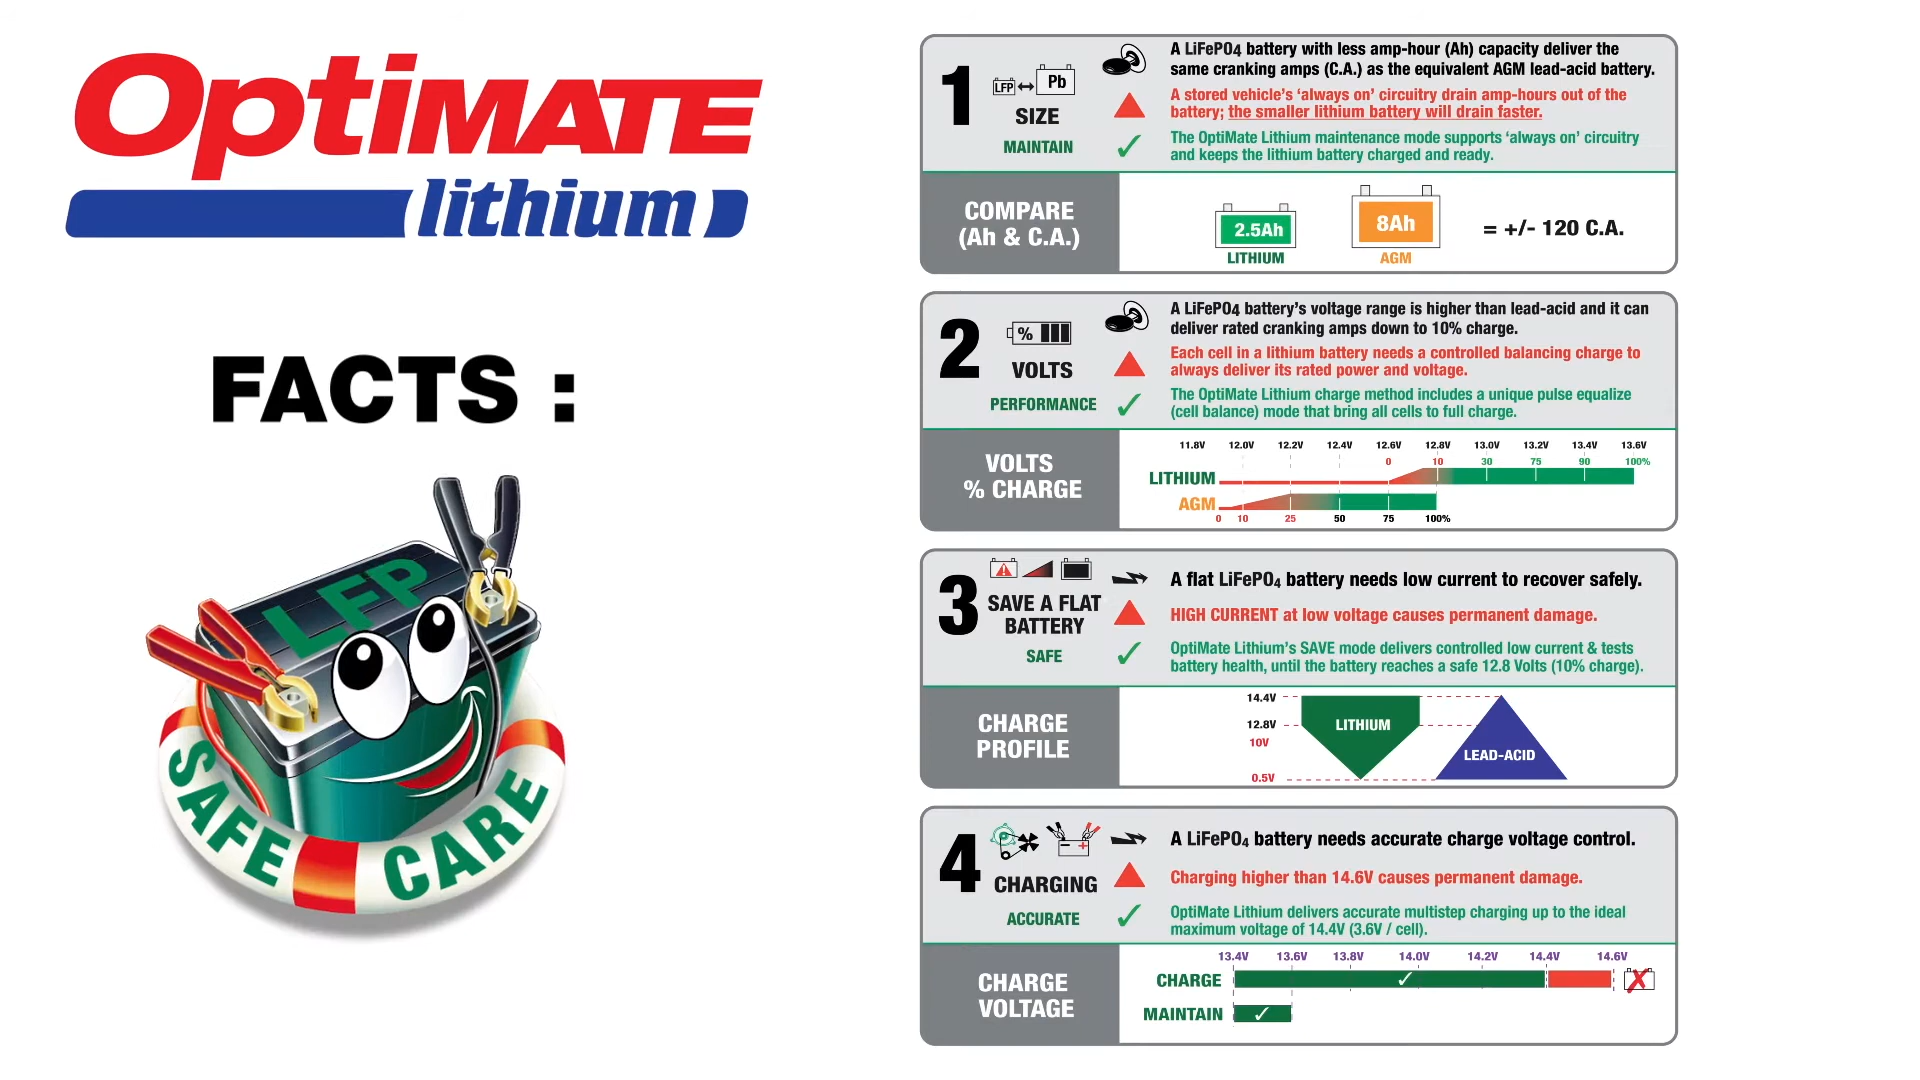 OptiMATE
lithium
FACTS :
LFP
SAFE CARE
1
LFP
Pb
SIZE
MAINTAIN
A LiFePO4 battery with less amp-hour (Ah) capacity deliver the
same cranking amps (C.A.) as the equivalent AGM lead-acid battery.
A stored vehicle's ‘always on’ circuitry drain amp-hours out of the
battery; the smaller lithium battery will drain faster.
The OptiMate Lithium maintenance mode supports ‘always on’ circuitry
and keeps the lithium battery charged and ready.
COMPARE
(Ah & C.A.)
2.5Ah
LITHIUM
8Ah
AGM
= +/- 120 C.A.
2
%
VOLTS
PERFORMANCE
A LiFePO4 battery's voltage range is higher than lead-acid and it can
deliver rated cranking amps down to 10% charge.
Each cell in a lithium battery needs a controlled balancing charge to
always deliver its rated power and voltage.
The OptiMate Lithium charge method includes a unique pulse equalize
(cell balance) mode that bring all cells to full charge.
VOLTS
% CHARGE
11.8V 12.0V 12.2V 12.4V 12.6V 12.8V 13.0V 13.2V 13.4V 13.6V
0 10 30 75 90 100%
LITHIUM
AGM
0 10 25 50 75 100%
3
SAVE A FLAT
BATTERY
SAFE
A flat LiFePO4 battery needs low current to recover safely.
HIGH CURRENT at low voltage causes permanent damage.
OptiMate Lithium's SAVE mode delivers controlled low current & tests
battery health, until the battery reaches a safe 12.8 Volts (10% charge).
CHARGE
PROFILE
14.4V
12.8V
10V
0.5V
LITHIUM
LEAD-ACID
4
CHARGING
ACCURATE
A LiFePO4 battery needs accurate charge voltage control.
Charging higher than 14.6V causes permanent damage.
OptiMate Lithium delivers accurate multistep charging up to the ideal
maximum voltage of 14.4V (3.6V / cell).
CHARGE
VOLTAGE
13.4V 13.6V 13.8V 14.0V 14.2V 14.4V 14.6V
CHARGE
MAINTAIN